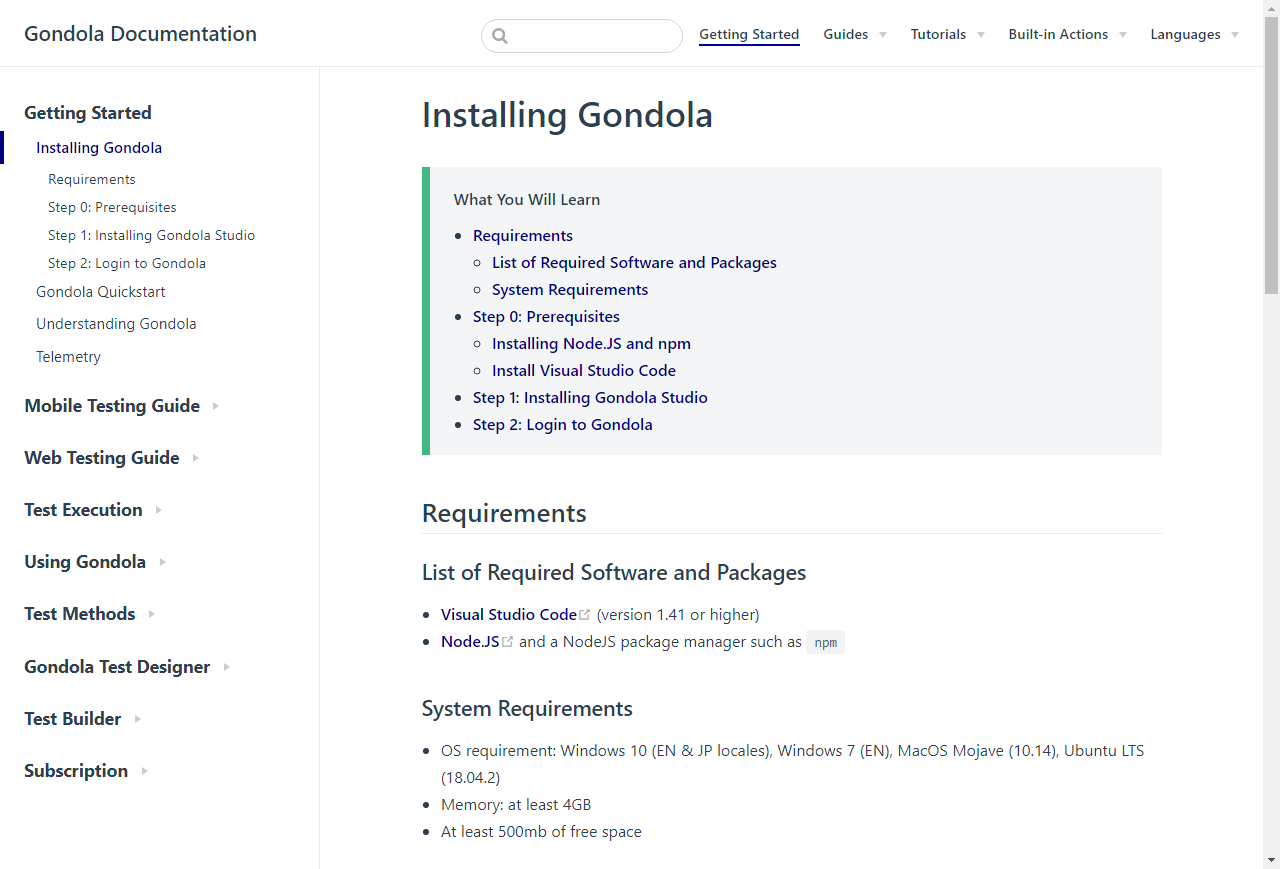 Gondola Documentation
Getting Started
Guides
Tutorials
Built-in Actions
Languages
Getting Started
Installing Gondola
Requirements
Step 0: Prerequisites
Step 1: Installing Gondola Studio
Step 2: Login to Gondola
Gondola Quickstart
Understanding Gondola
Telemetry
Mobile Testing Guide
Web Testing Guide
Test Execution
Using Gondola
Test Methods
Gondola Test Designer
Test Builder
Subscription
Installing Gondola
What You Will Learn
Requirements
List of Required Software and Packages
System Requirements
Step 0: Prerequisites
Installing Node.JS and npm
Install Visual Studio Code
Step 1: Installing Gondola Studio
Step 2: Login to Gondola
Requirements
List of Required Software and Packages
Visual Studio Code (version 1.41 or higher)
Node.JS and a NodeJS package manager such as npm
System Requirements
OS requirement: Windows 10 (EN & JP locales), Windows 7 (EN), MacOS Mojave (10.14), Ubuntu LTS
(18.04.2)
Memory: at least 4GB
At least 500mb of free space